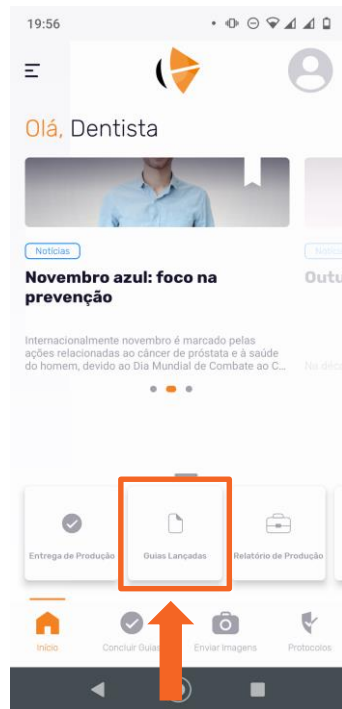 19:56
Olá, Dentista
Notícias
Novembro azul: foco na
prevenção
Outu
Internacionalmente novembro é marcado pelas
ações relacionadas ao câncer de próstata e à saúde
do homem, devido ao Dia Mundial de Combate ao C...
Entrega de Produção
Guias Lançadas
Relatório de Produção
Início
Concluir Guias
Enviar Imagens
Protocolos